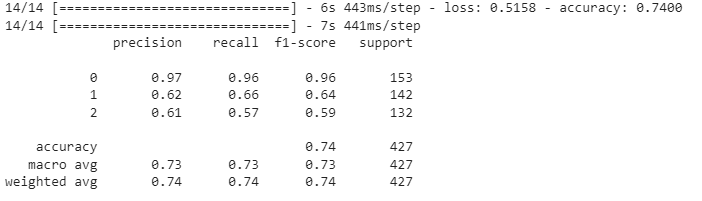 14/14 [==============================] - 6s 443ms/step - loss: 0.5158 - accuracy: 0.7400
14/14 [==============================] - 7s 441ms/step
precision recall f1-score support
0 0.97 0.96 0.96 153
1 0.62 0.66 0.64 142
2 0.61 0.57 0.59 132
accuracy 0.74 427
macro avg 0.73 0.73 0.73 427
weighted avg 0.74 0.74 0.74 427